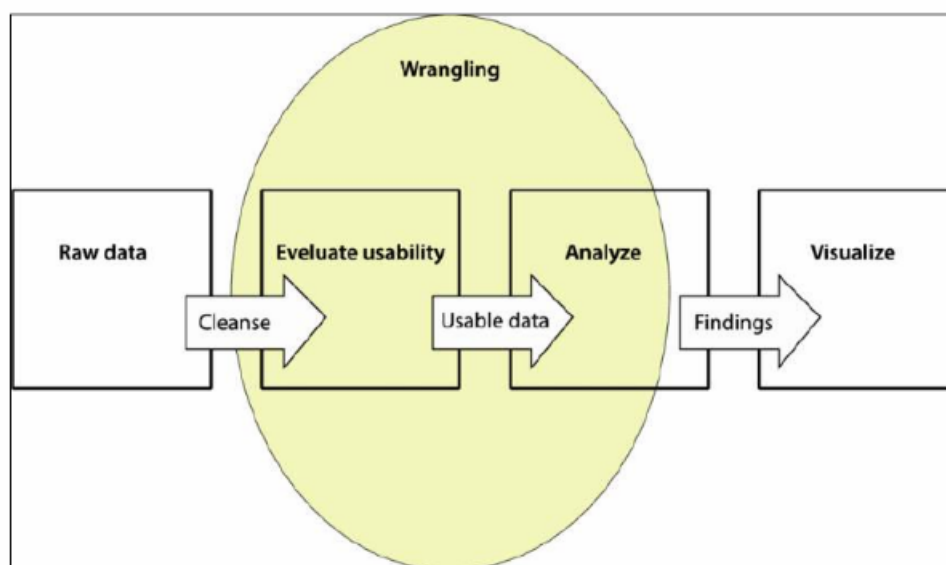 Wrangling
Raw data
Eveluate usability
Analyze
Visualize
Cleanse
Usable data
Findings